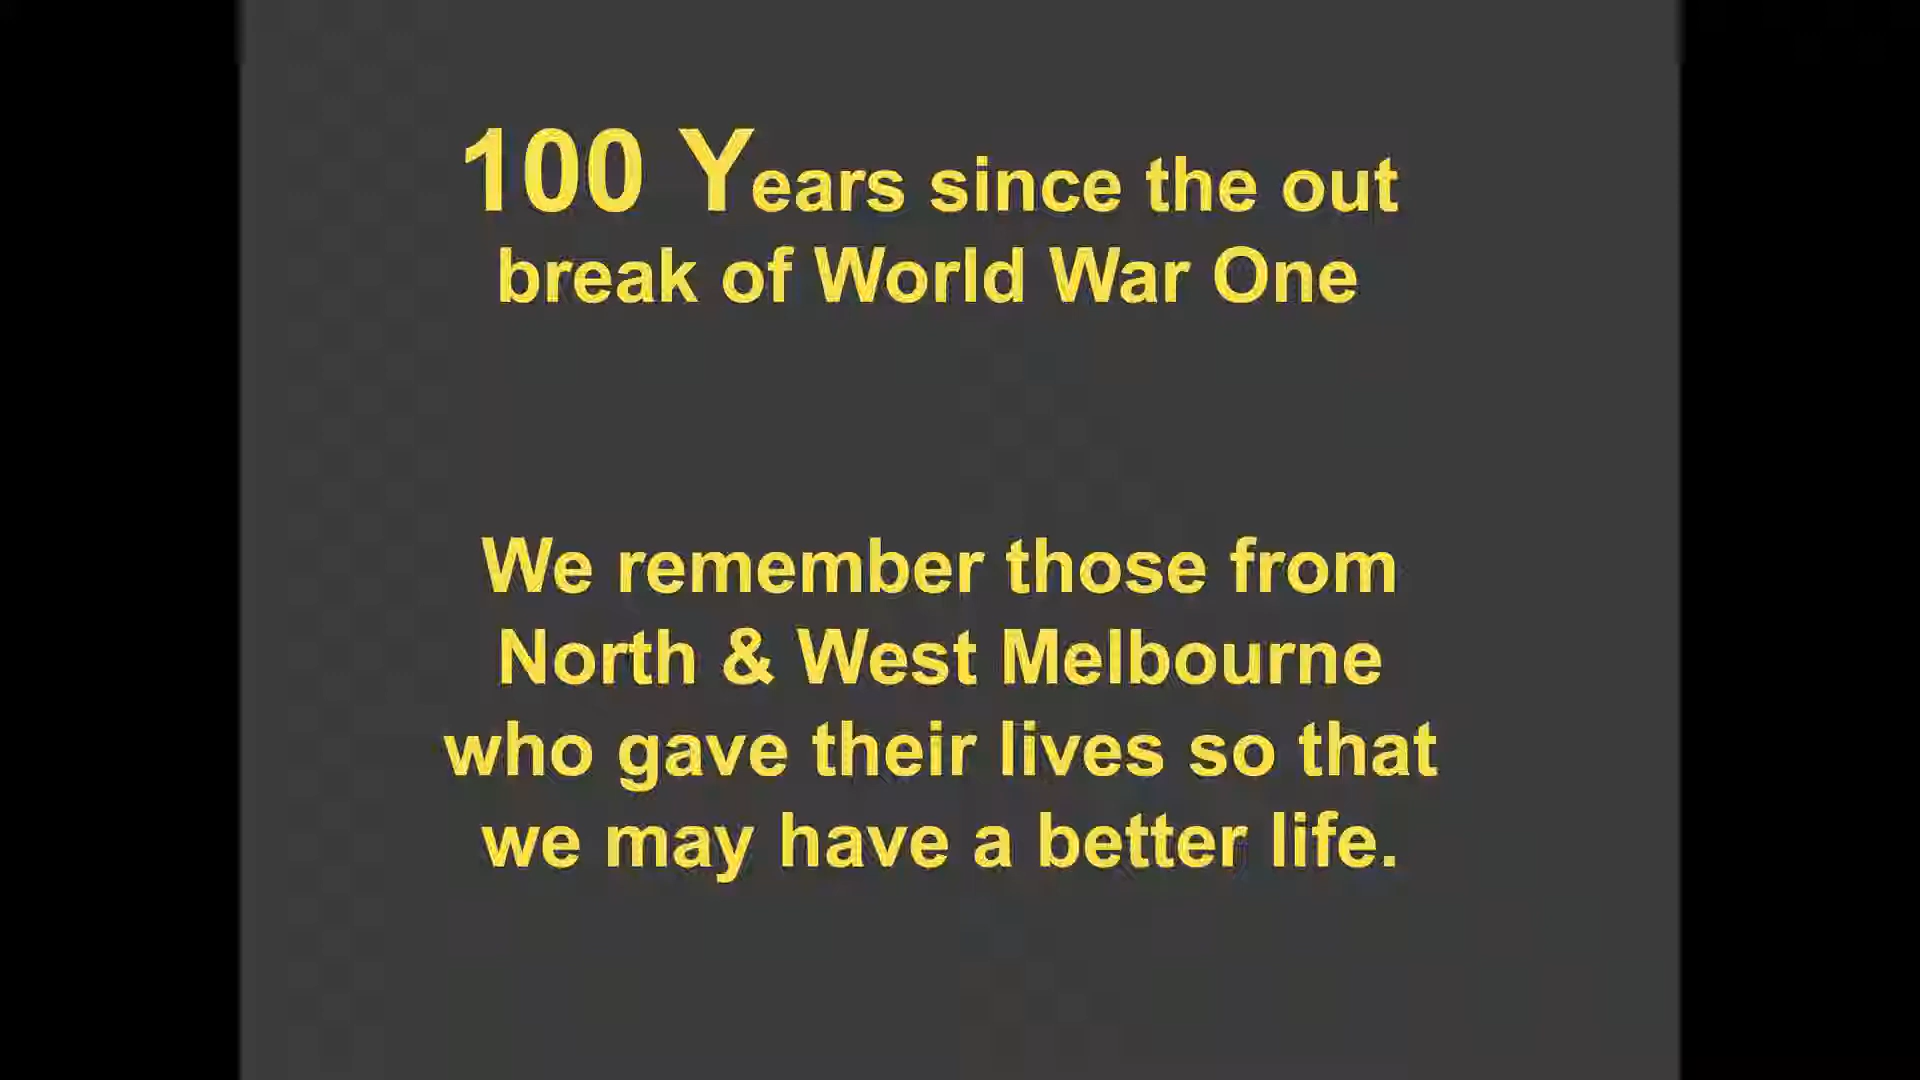 100 Years since the out
break of World War One
We remember those from
North & West Melbourne
who gave their lives so that
we may have a better life.